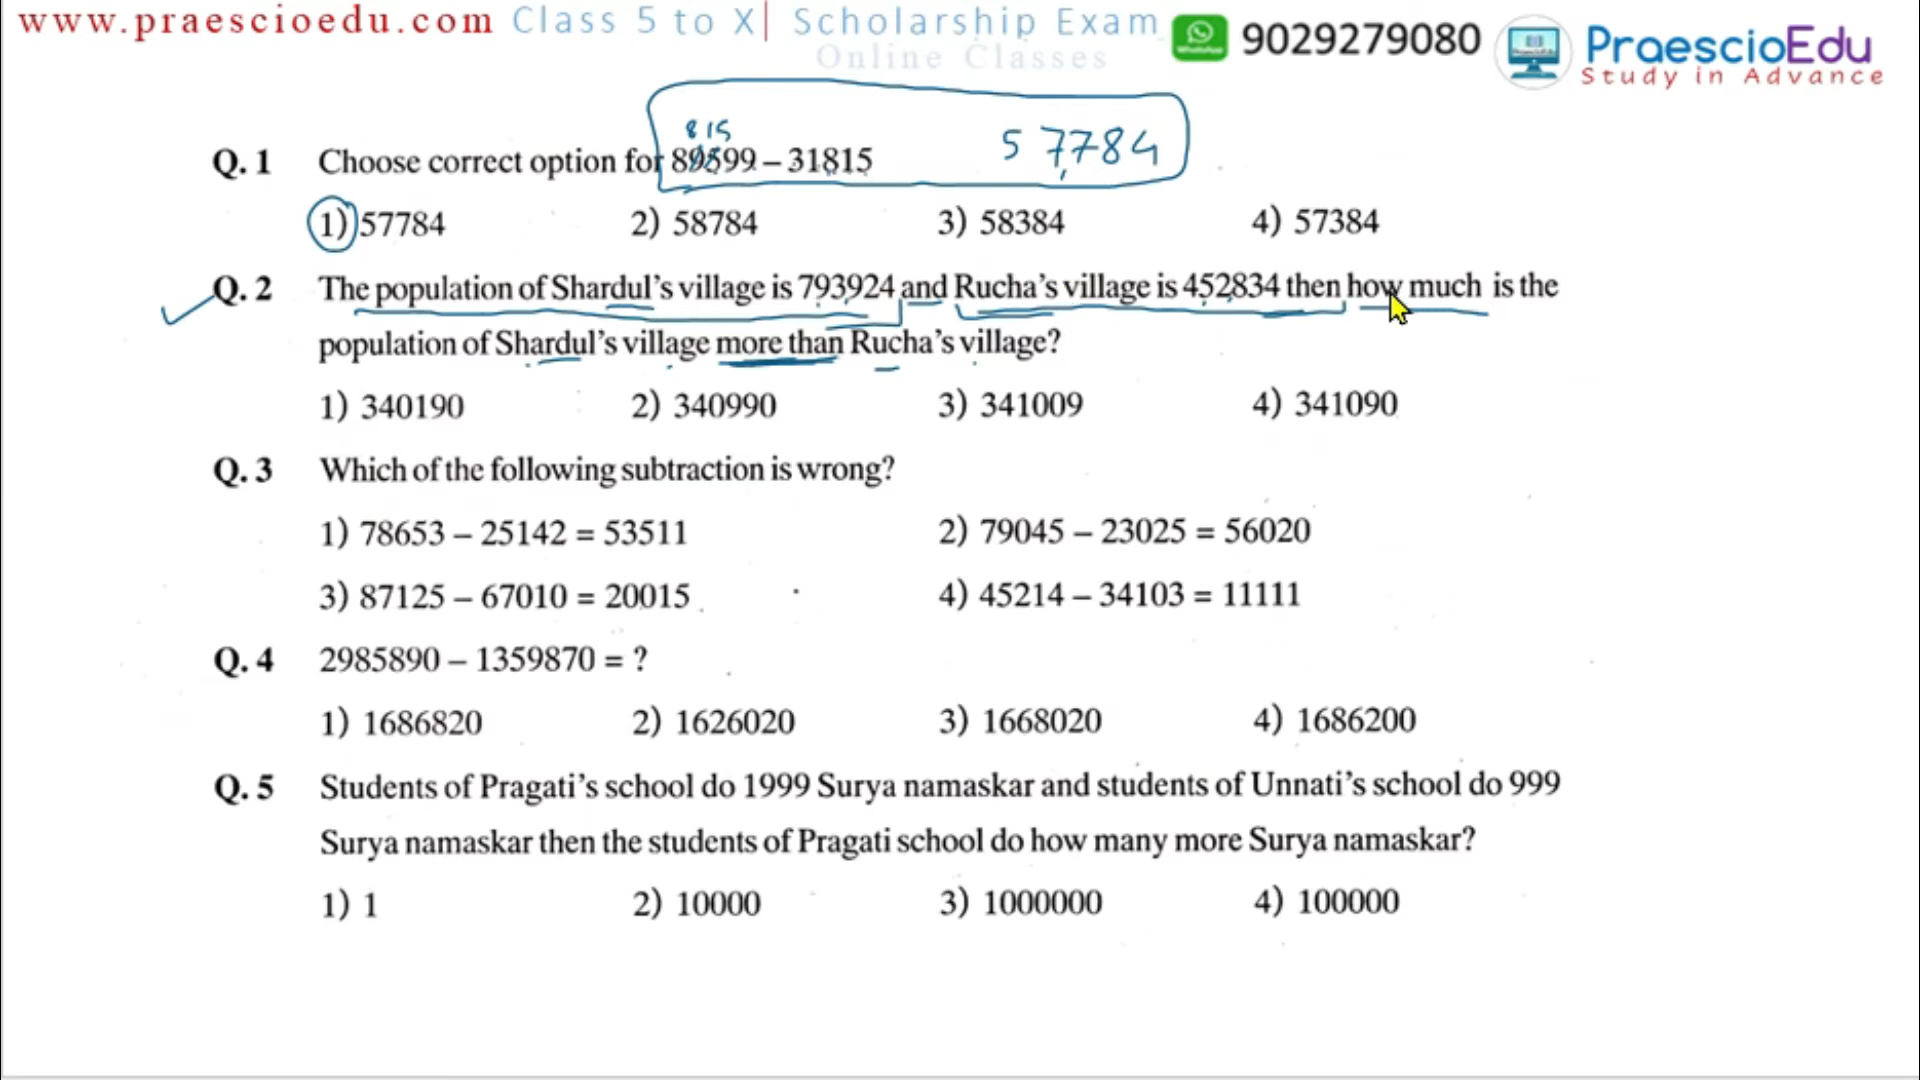 www.praescioedu.com Class 5 to X| Scholarship Exam
Online Classes
WhatsApp
9029279080
PraescioEdu
Study in Advance
8 15
Q. 1 Choose correct option for 89599 – 31815 57784
1) 57784 2) 58784 3) 58384 4) 57384
Q. 2 The population of Shardul’s village is 793924 and Rucha’s village is 452834 then how much is the
population of Shardul’s village more than Rucha’s village?
1) 340190 2) 340990 3) 341009 4) 341090
Q. 3 Which of the following subtraction is wrong?
1) 78653 – 25142 = 53511 2) 79045 – 23025 = 56020
3) 87125 – 67010 = 20015 4) 45214 – 34103 = 11111
Q. 4 2985890 – 1359870 = ?
1) 1686820 2) 1626020 3) 1668020 4) 1686200
Q. 5 Students of Pragati’s school do 1999 Surya namaskar and students of Unnati’s school do 999
Surya namaskar then the students of Pragati school do how many more Surya namaskar?
1) 1 2) 10000 3) 1000000 4) 100000